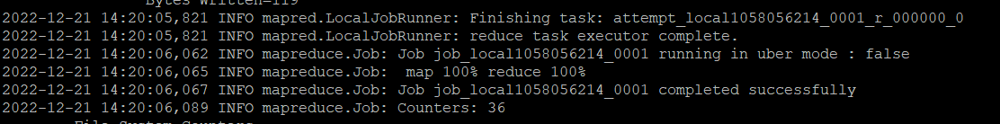 Bytes Written=119
2022-12-21 14:20:05,821 INFO mapred.LocalJobRunner: Finishing task: attempt_local1058056214_0001_r_000000_0
2022-12-21 14:20:05,821 INFO mapred.LocalJobRunner: reduce task executor complete.
2022-12-21 14:20:06,062 INFO mapreduce.Job: Job job_local1058056214_0001 running in uber mode : false
2022-12-21 14:20:06,065 INFO mapreduce.Job:  map 100% reduce 100%
2022-12-21 14:20:06,067 INFO mapreduce.Job: Job job_local1058056214_0001 completed successfully
2022-12-21 14:20:06,089 INFO mapreduce.Job: Counters: 36
File System Counters